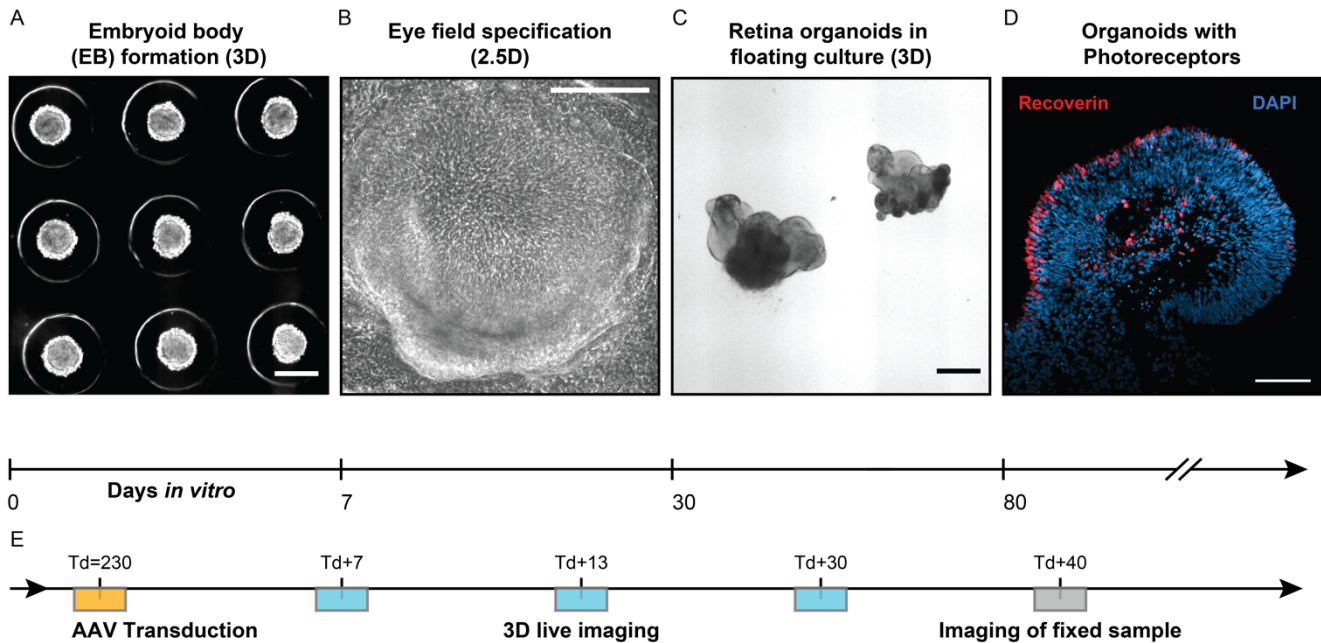 A
Embryoid body
(EB) formation (3D)
B
Eye field specification
(2.5D)
C
Retina organoids in
floating culture (3D)
D
Organoids with
Photoreceptors
Recoverin
DAPI
0
Days in vitro
7
30
80
E
Td=230
Td+7
Td+13
Td+30
Td+40
AAV Transduction
3D live imaging
Imaging of fixed sample